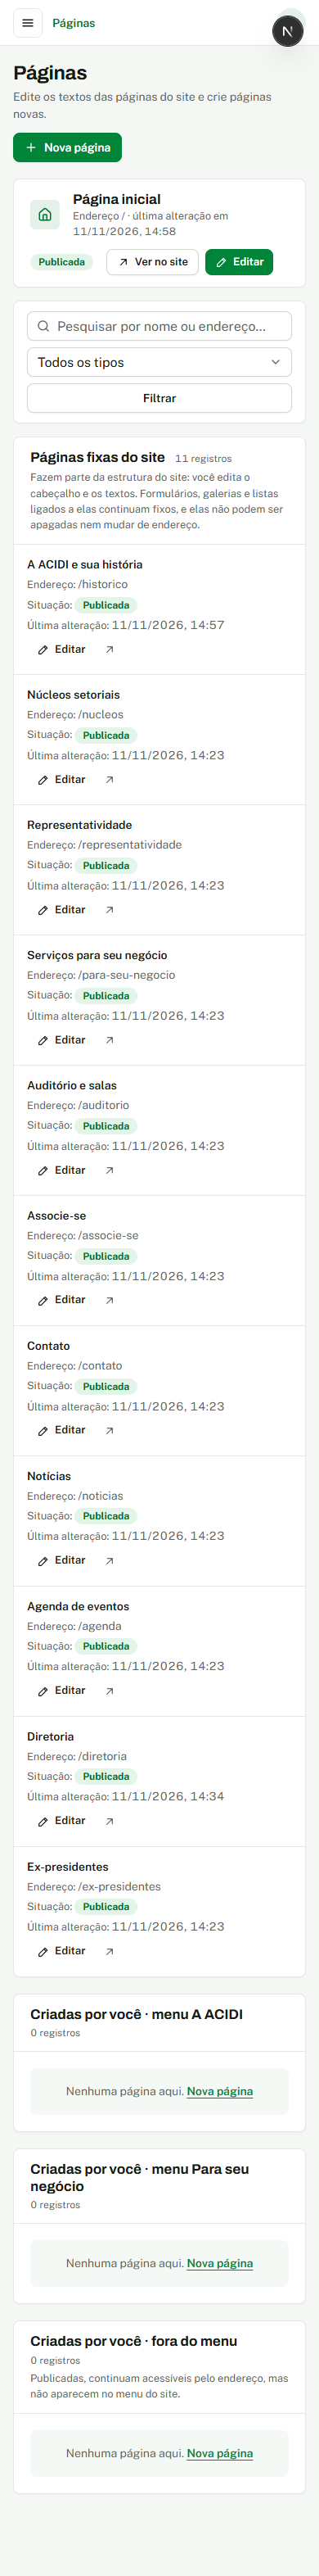 Páginas
N
Páginas
Edite os textos das páginas do site e crie páginas
novas.
Nova página
Página inicial
Endereço / · última alteração em
11/11/2026, 14:58
Publicada
Ver no site
Editar
Pesquisar por nome ou endereço...
Todos os tipos
Filtrar
Páginas fixas do site 11 registros
Fazem parte da estrutura do site: você edita o
cabeçalho e os textos. Formulários, galerias e listas
ligados a elas continuam fixos, e elas não podem ser
apagadas nem mudar de endereço.
A ACIDI e sua história
Endereço: /historico
Situação: Publicada
Última alteração: 11/11/2026, 14:57
Editar
Núcleos setoriais
Endereço: /nucleos
Situação: Publicada
Última alteração: 11/11/2026, 14:23
Editar
Representatividade
Endereço: /representatividade
Situação: Publicada
Última alteração: 11/11/2026, 14:23
Editar
Serviços para seu negócio
Endereço: /para-seu-negocio
Situação: Publicada
Última alteração: 11/11/2026, 14:23
Editar
Auditório e salas
Endereço: /auditorio
Situação: Publicada
Última alteração: 11/11/2026, 14:23
Editar
Associe-se
Endereço: /associe-se
Situação: Publicada
Última alteração: 11/11/2026, 14:23
Editar
Contato
Endereço: /contato
Situação: Publicada
Última alteração: 11/11/2026, 14:23
Editar
Notícias
Endereço: /noticias
Situação: Publicada
Última alteração: 11/11/2026, 14:23
Editar
Agenda de eventos
Endereço: /agenda
Situação: Publicada
Última alteração: 11/11/2026, 14:23
Editar
Diretoria
Endereço: /diretoria
Situação: Publicada
Última alteração: 11/11/2026, 14:34
Editar
Ex-presidentes
Endereço: /ex-presidentes
Situação: Publicada
Última alteração: 11/11/2026, 14:23
Editar
Criadas por você · menu A ACIDI
0 registros
Nenhuma página aqui. Nova página
Criadas por você · menu Para seu
negócio
0 registros
Nenhuma página aqui. Nova página
Criadas por você · fora do menu
0 registros
Publicadas, continuam acessíveis pelo endereço, mas
não aparecem no menu do site.
Nenhuma página aqui. Nova página